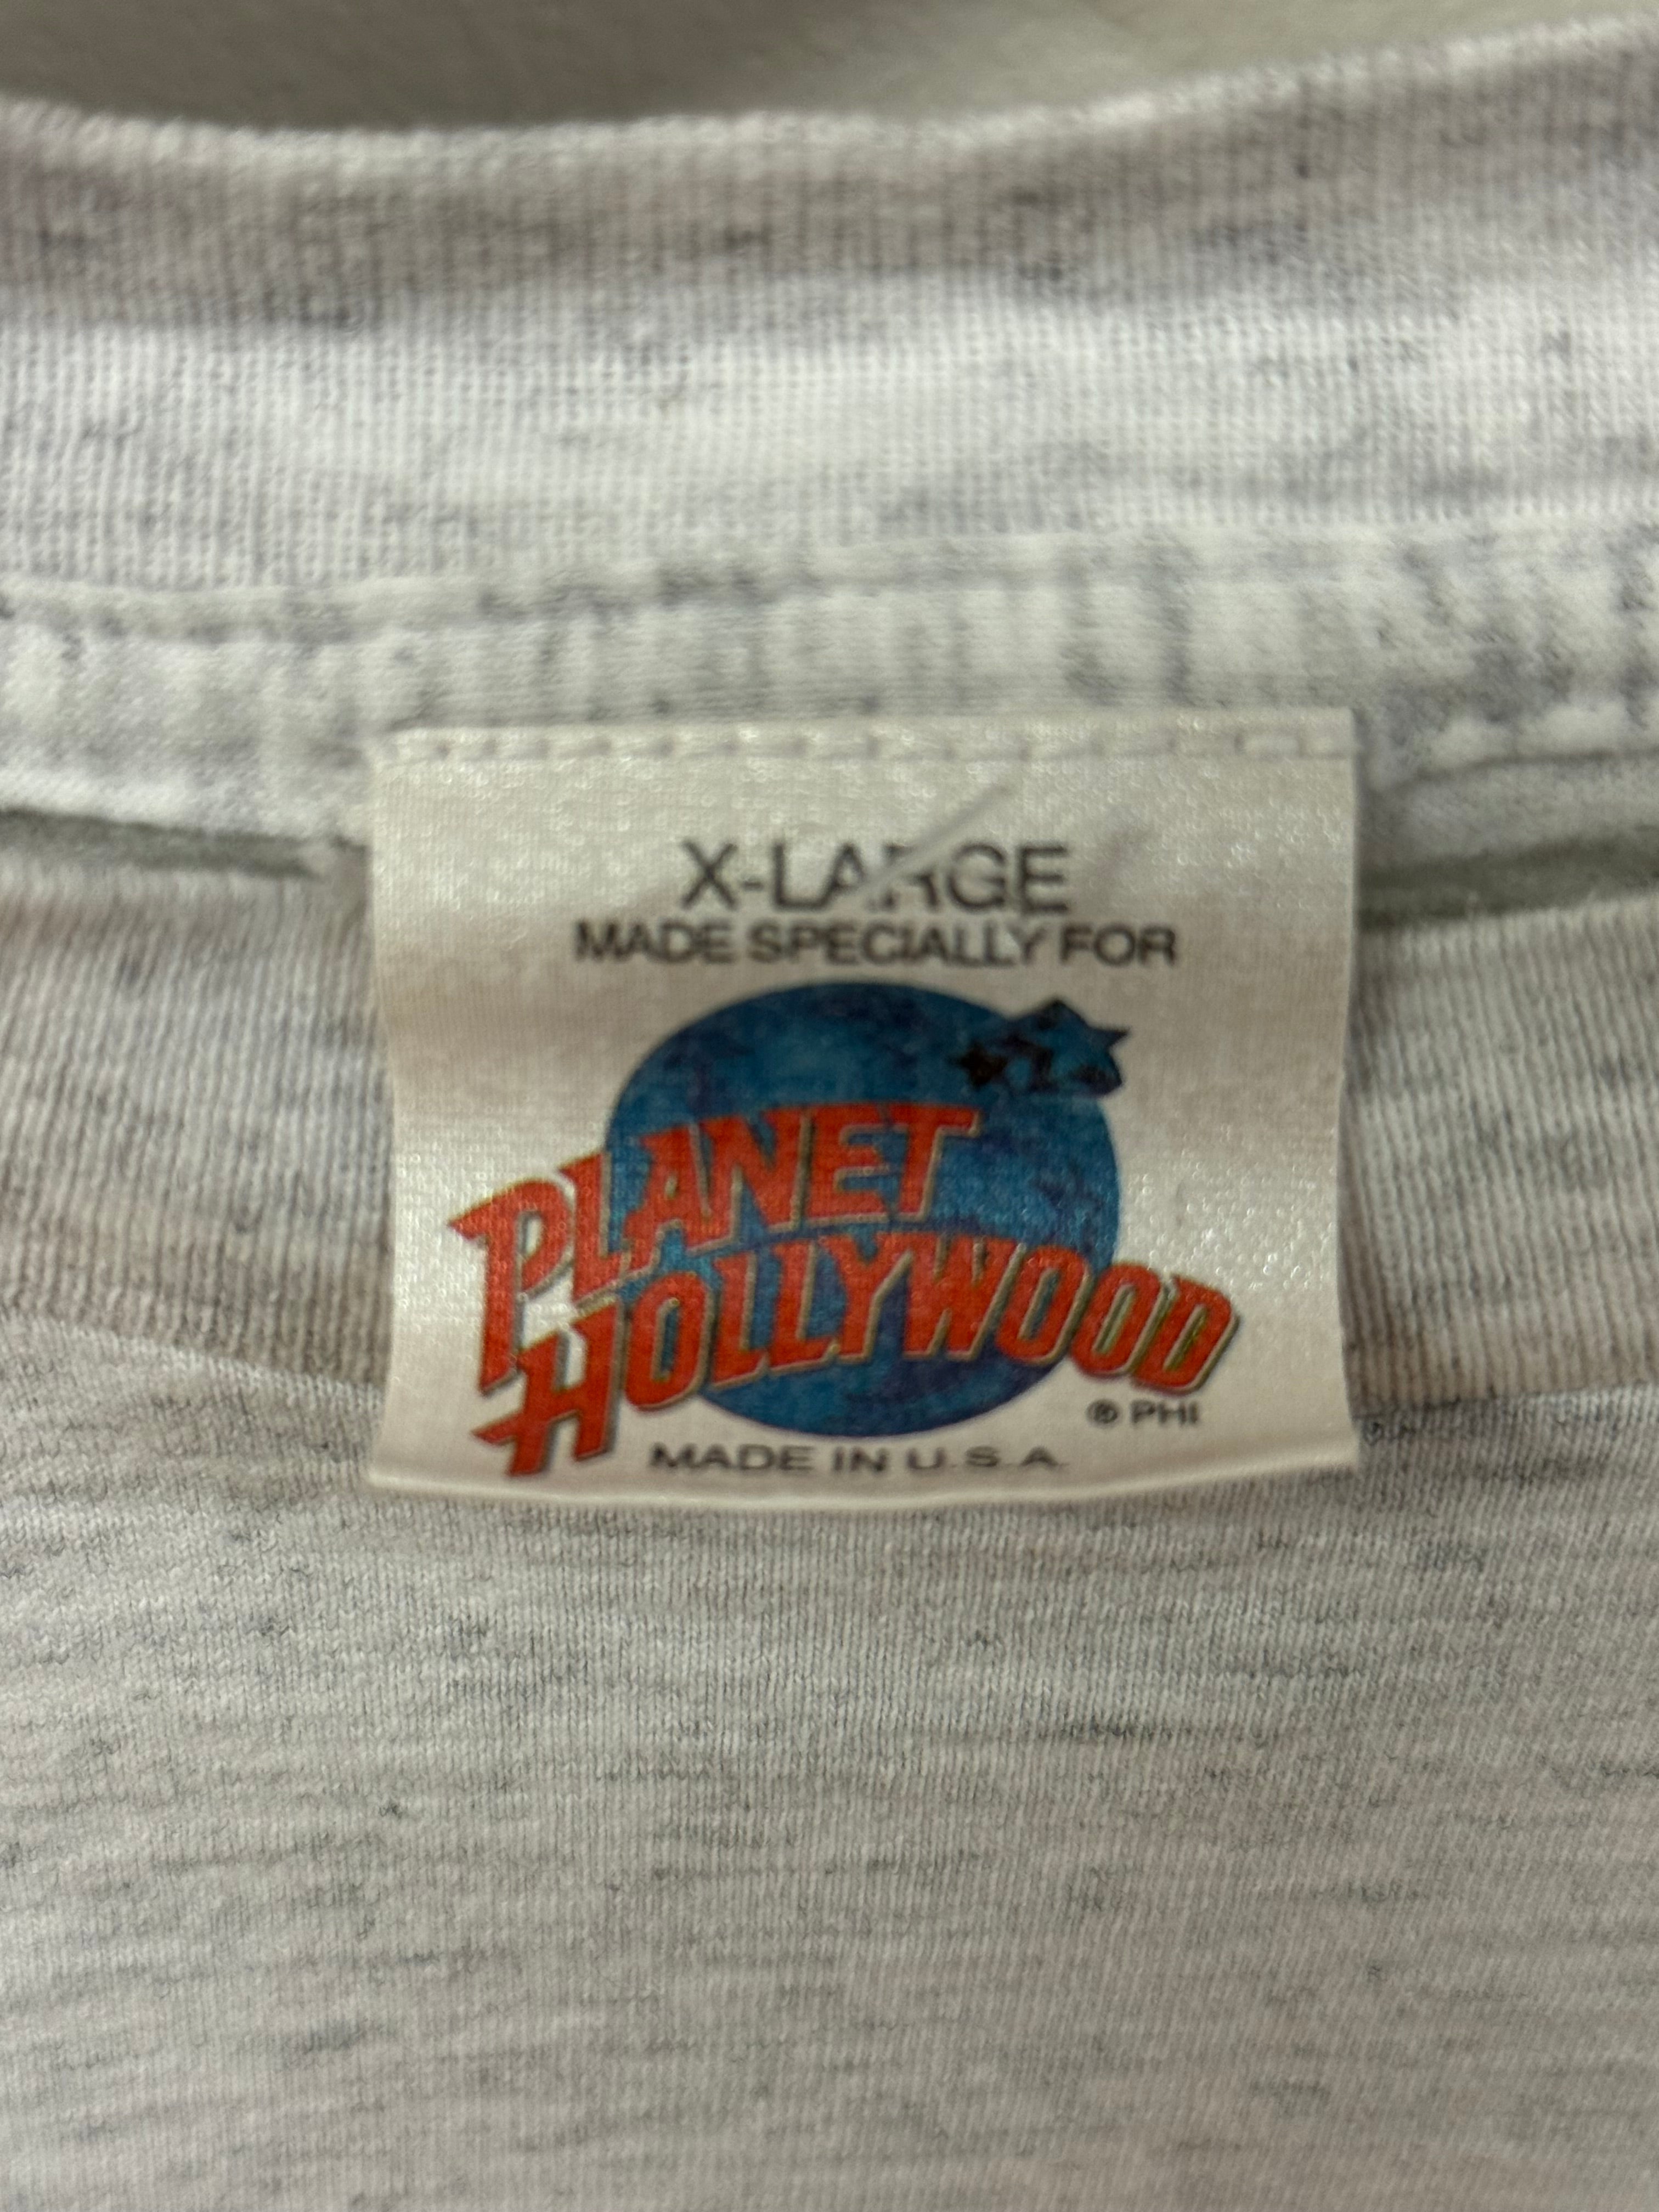 X-LARGE
MADE SPECIALLY FOR
PLANET
HOLLYWOOD
® PHI
MADE IN U.S.A.